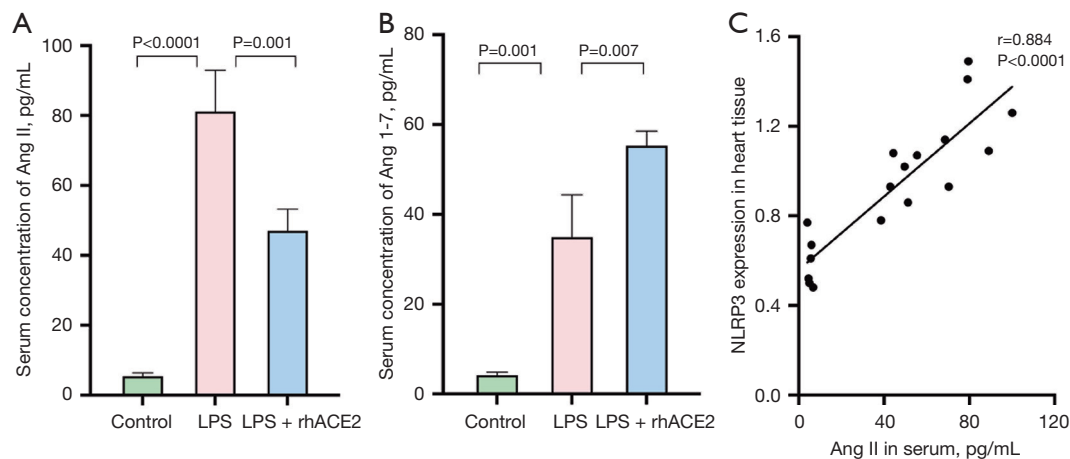 A
Serum concentration of Ang II, pg/mL
100
80
60
40
20
0
P<0.0001
P=0.001
Control
LPS
LPS + rhACE2
B
Serum concentration of Ang 1-7, pg/mL
80
60
40
20
0
P=0.001
P=0.007
Control
LPS
LPS + rhACE2
C
NLRP3 expression in heart tissue
1.6
1.2
0.8
0.4
0.0
r=0.884
P<0.0001
0
40
80
120
Ang II in serum, pg/mL